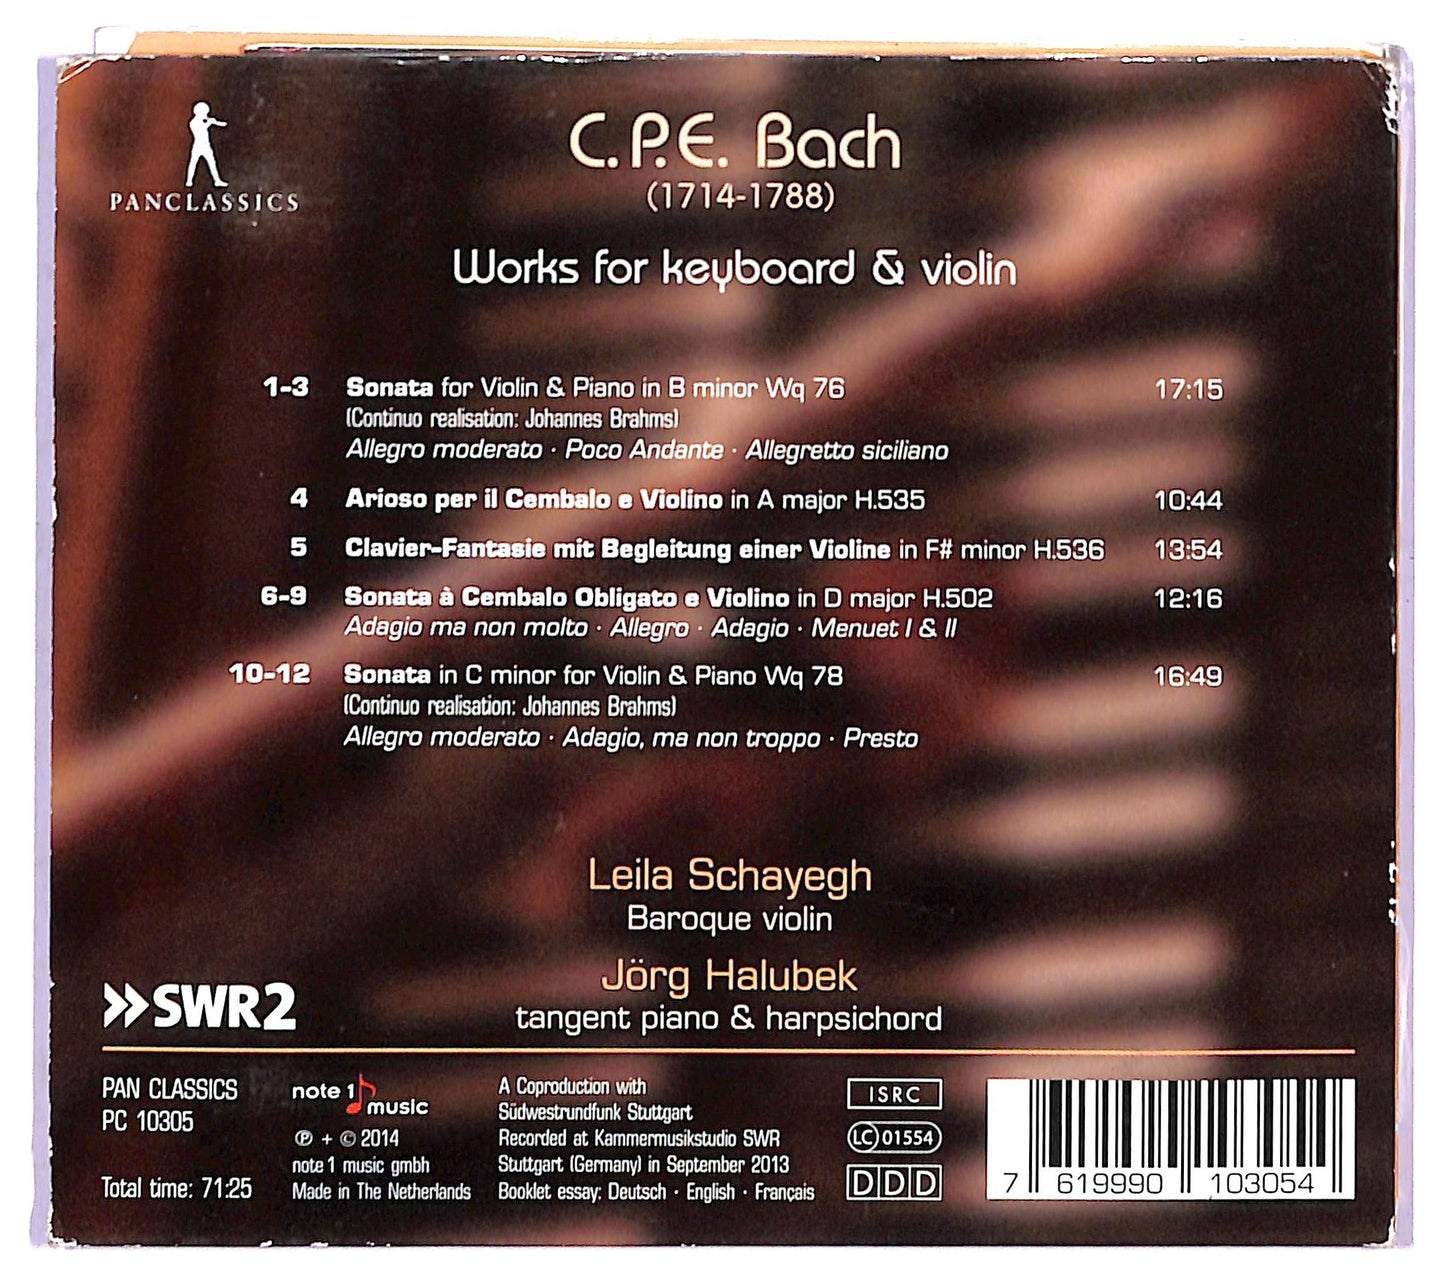 PANCLASSICS
C.P.E. Bach
(1714-1788)
Works for keyboard & violin
1-3 Sonata for Violin & Piano in B minor Wq 76 17:15
(Continuo realisation: Johannes Brahms)
Allegro moderato · Poco Andante · Allegretto siciliano
4 Arioso per il Cembalo e Violino in A major H.535 10:44
5 Clavier-Fantasie mit Begleitung einer Violine in F# minor H.536 13:54
6-9 Sonata à Cembalo Obligato e Violino in D major H.502 12:16
Adagio ma non molto · Allegro · Adagio · Menuet I & II
10-12 Sonata in C minor for Violin & Piano Wq 78 16:49
(Continuo realisation: Johannes Brahms)
Allegro moderato · Adagio, ma non troppo · Presto
Leila Schayegh
Baroque violin
Jörg Halubek
tangent piano & harpsichord
SWR2
PAN CLASSICS
PC 10305
Total time: 71:25
note 1 music
℗ + © 2014
note 1 music gmbh
Made in The Netherlands
A Coproduction with
Südwestrundfunk Stuttgart
Recorded at Kammermusikstudio SWR
Stuttgart (Germany) in September 2013
Booklet essay: Deutsch · English · Français
ISRC
LC 01554
DDD
7 619990 103054